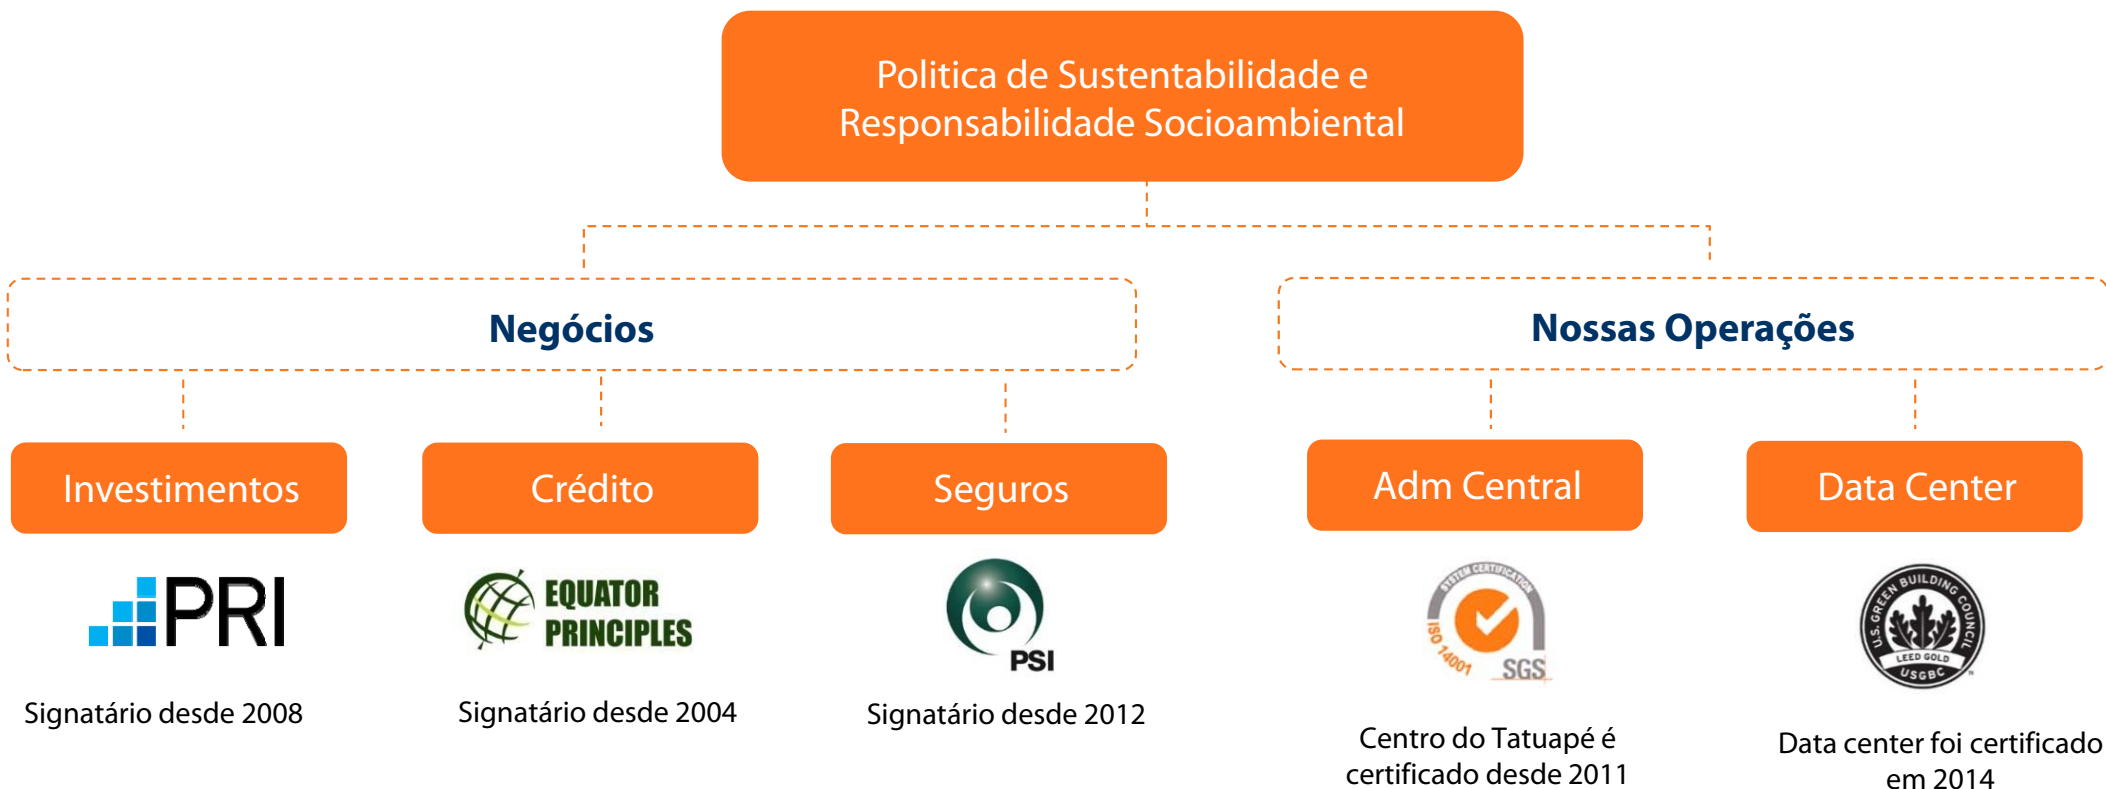 Politica de Sustentabilidade e
Responsabilidade Socioambiental
Negócios
Nossas Operações
Investimentos
Crédito
Seguros
Adm Central
Data Center
PRI
EQUATOR
PRINCIPLES
PSI
SYSTEM CERTIFICATION
ISO 14001
SGS
U.S. GREEN BUILDING COUNCIL
LEED GOLD
USGBC
Signatário desde 2008
Signatário desde 2004
Signatário desde 2012
Centro do Tatuapé é
certificado desde 2011
Data center foi certificado
em 2014